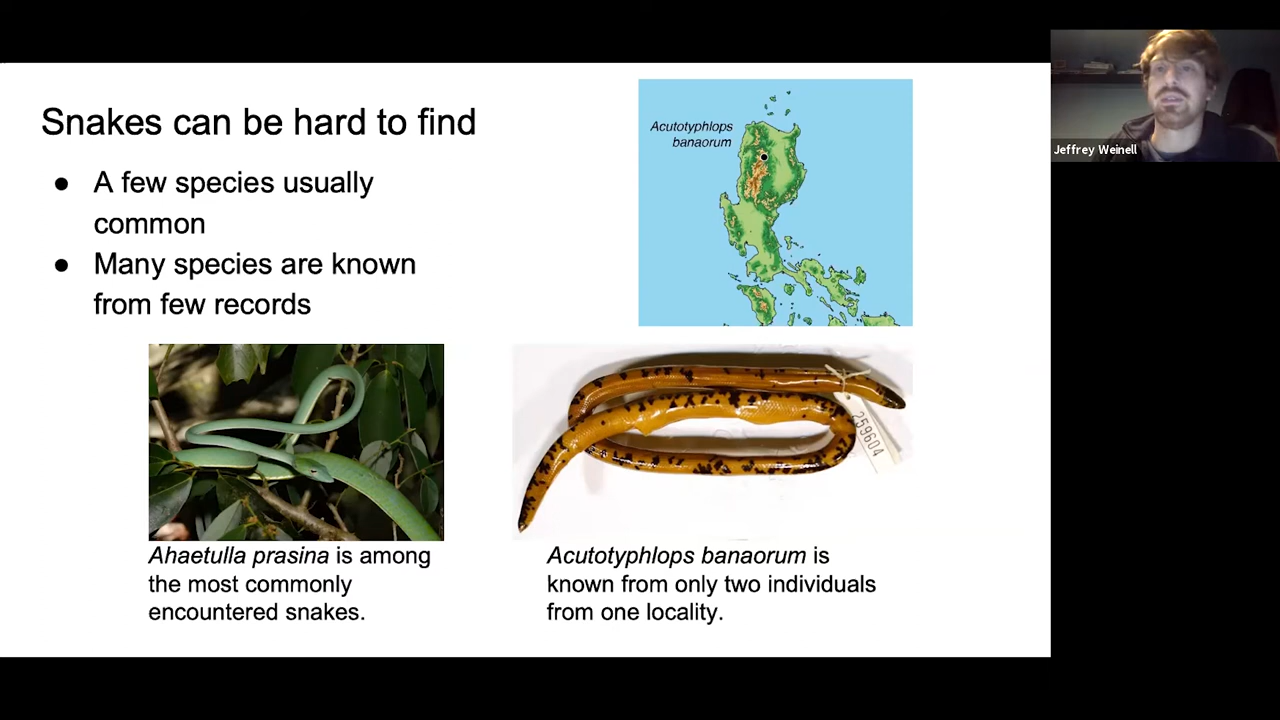 Snakes can be hard to find
● A few species usually
common
● Many species are known
from few records
Acutotyphlops
banaorum
Jeffrey Weinell
259604
Ahaetulla prasina is among
the most commonly
encountered snakes.
Acutotyphlops banaorum is
known from only two individuals
from one locality.